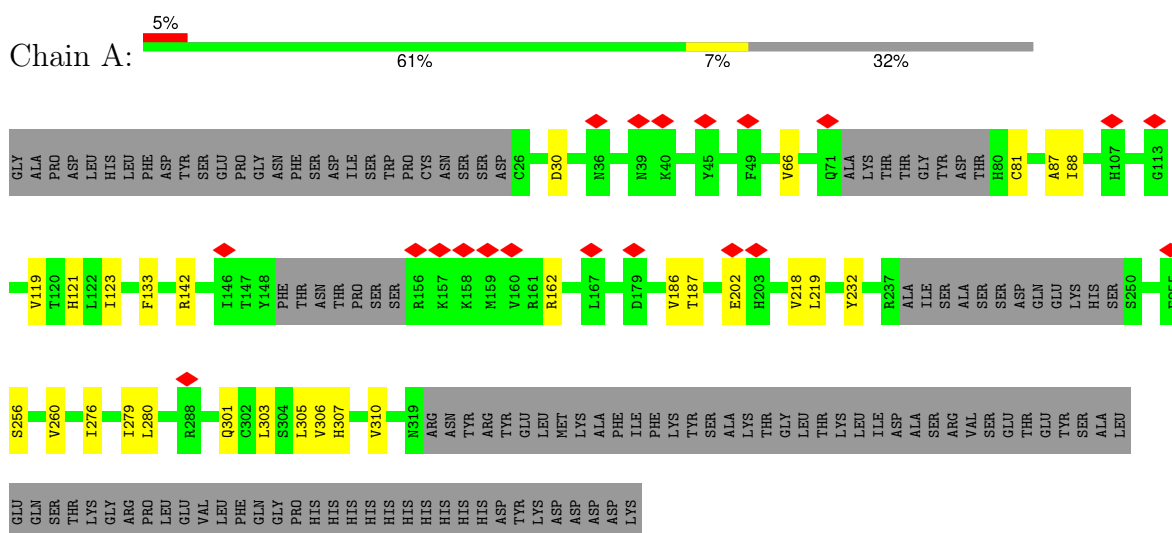 5%
Chain A:
61% 7% 32%
GLY ALA PRO ASP LEU HIS LEU PHE ASP TYR SER GLU PRO GLY ASN PHE SER ASP ILE SER TRP PRO CYS ASN SER SER ASP C26 D30 N36 N39 K40 Y45 F49 V66 Q71 ALA LYS THR THR GLY TYR ASP THR H80 C81 A87 I88 H107 G113
V119 T120 H121 L122 I123 F133 R142 I146 T147 Y148 PHE THR ASN THR PRO SER SER R156 K157 K158 M159 V160 R161 R162 L167 D179 V186 T187 E202 H203 V218 L219 Y232 R237 ALA ILE SER ALA SER SER ASP GLN GLU LYS HIS SER S250
S256 V260 I276 I279 L280 R288 Q301 C302 L303 S304 L305 V306 H307 V310 N319 ARG ASN TYR ARG TYR GLU LEU MET LYS ALA PHE ILE PHE LYS TYR SER ALA LYS THR GLY LEU THR LYS LEU ILE ASP ALA SER ARG VAL SER GLU THR GLU TYR SER ALA LEU
GLU GLN SER THR LYS GLY ARG PRO LEU GLU VAL LEU PHE GLN GLY PRO HIS HIS HIS HIS HIS HIS HIS HIS HIS HIS ASP TYR LYS ASP ASP ASP ASP LYS